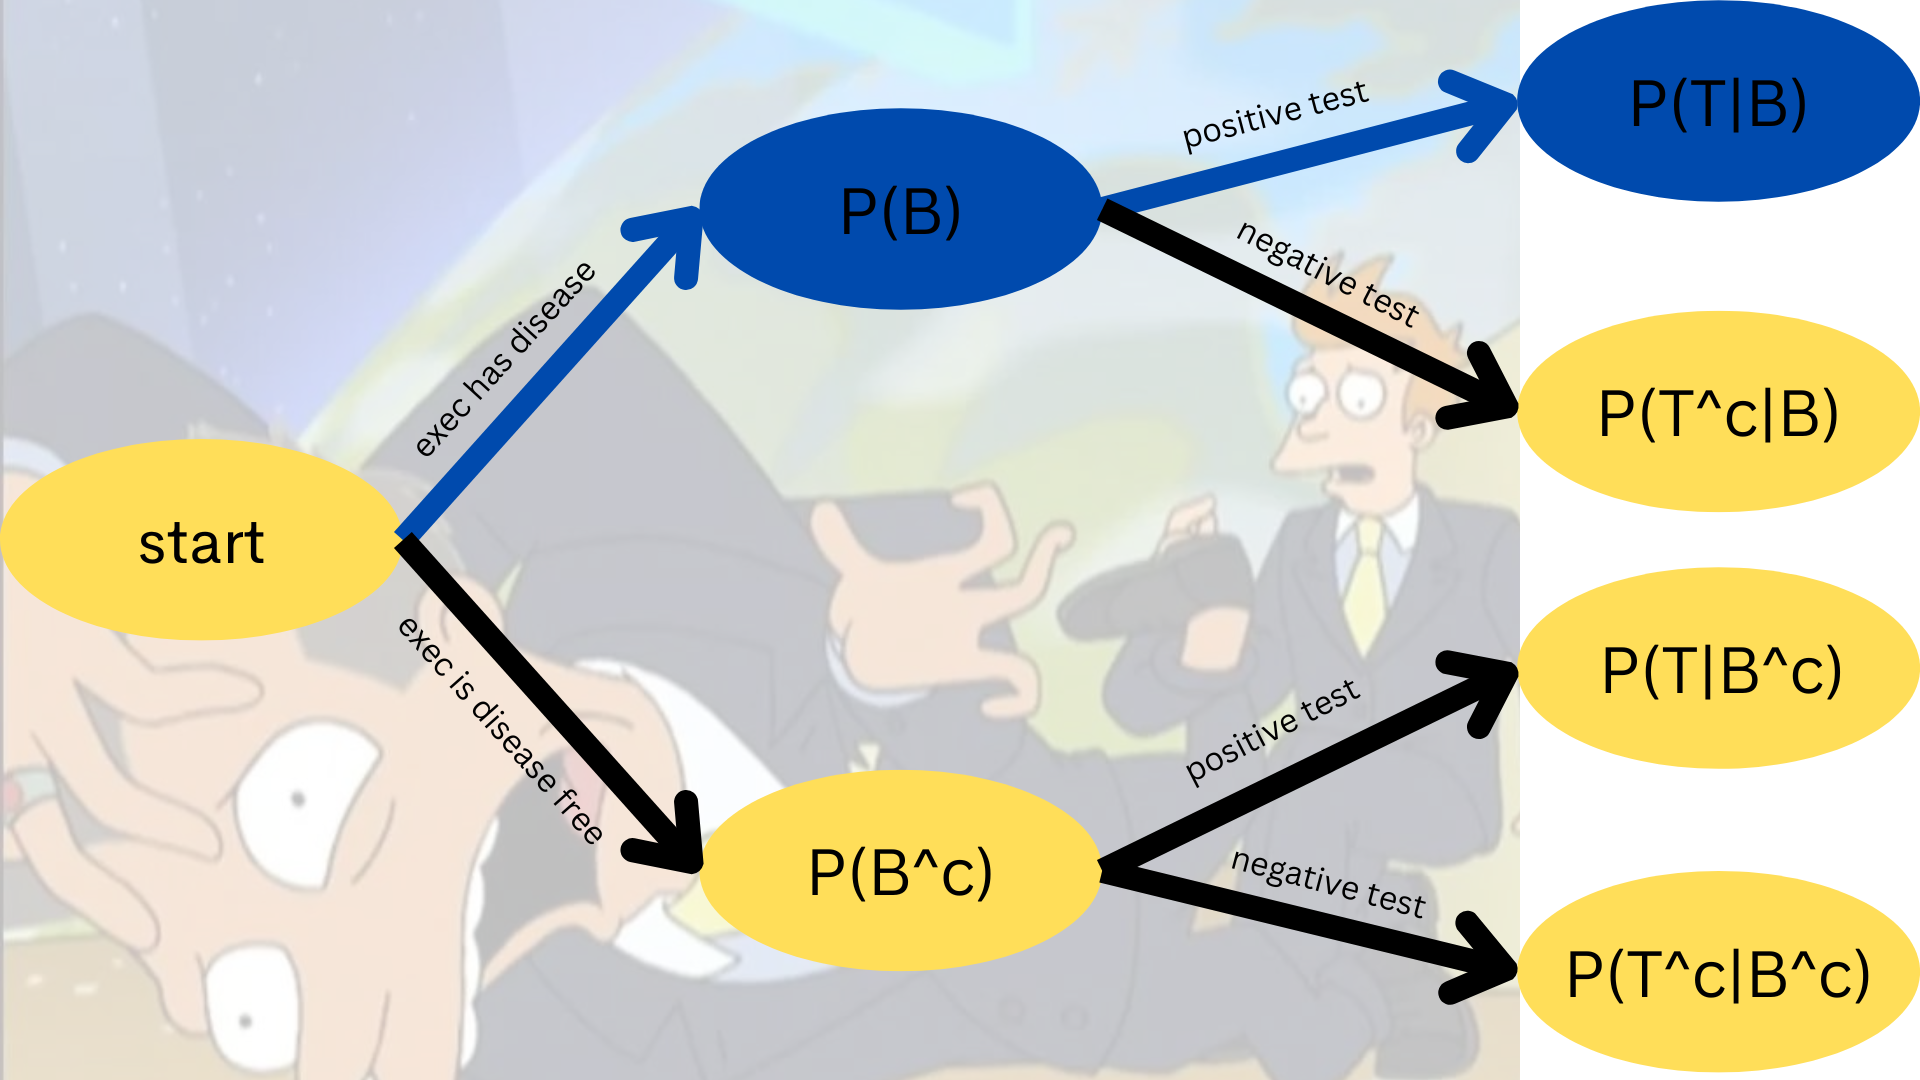 positive test
P(T|B)
P(B)
negative test
exec has disease
P(T^c|B)
start
exec is disease free
positive test
P(T|B^c)
P(B^c)
negative test
P(T^c|B^c)